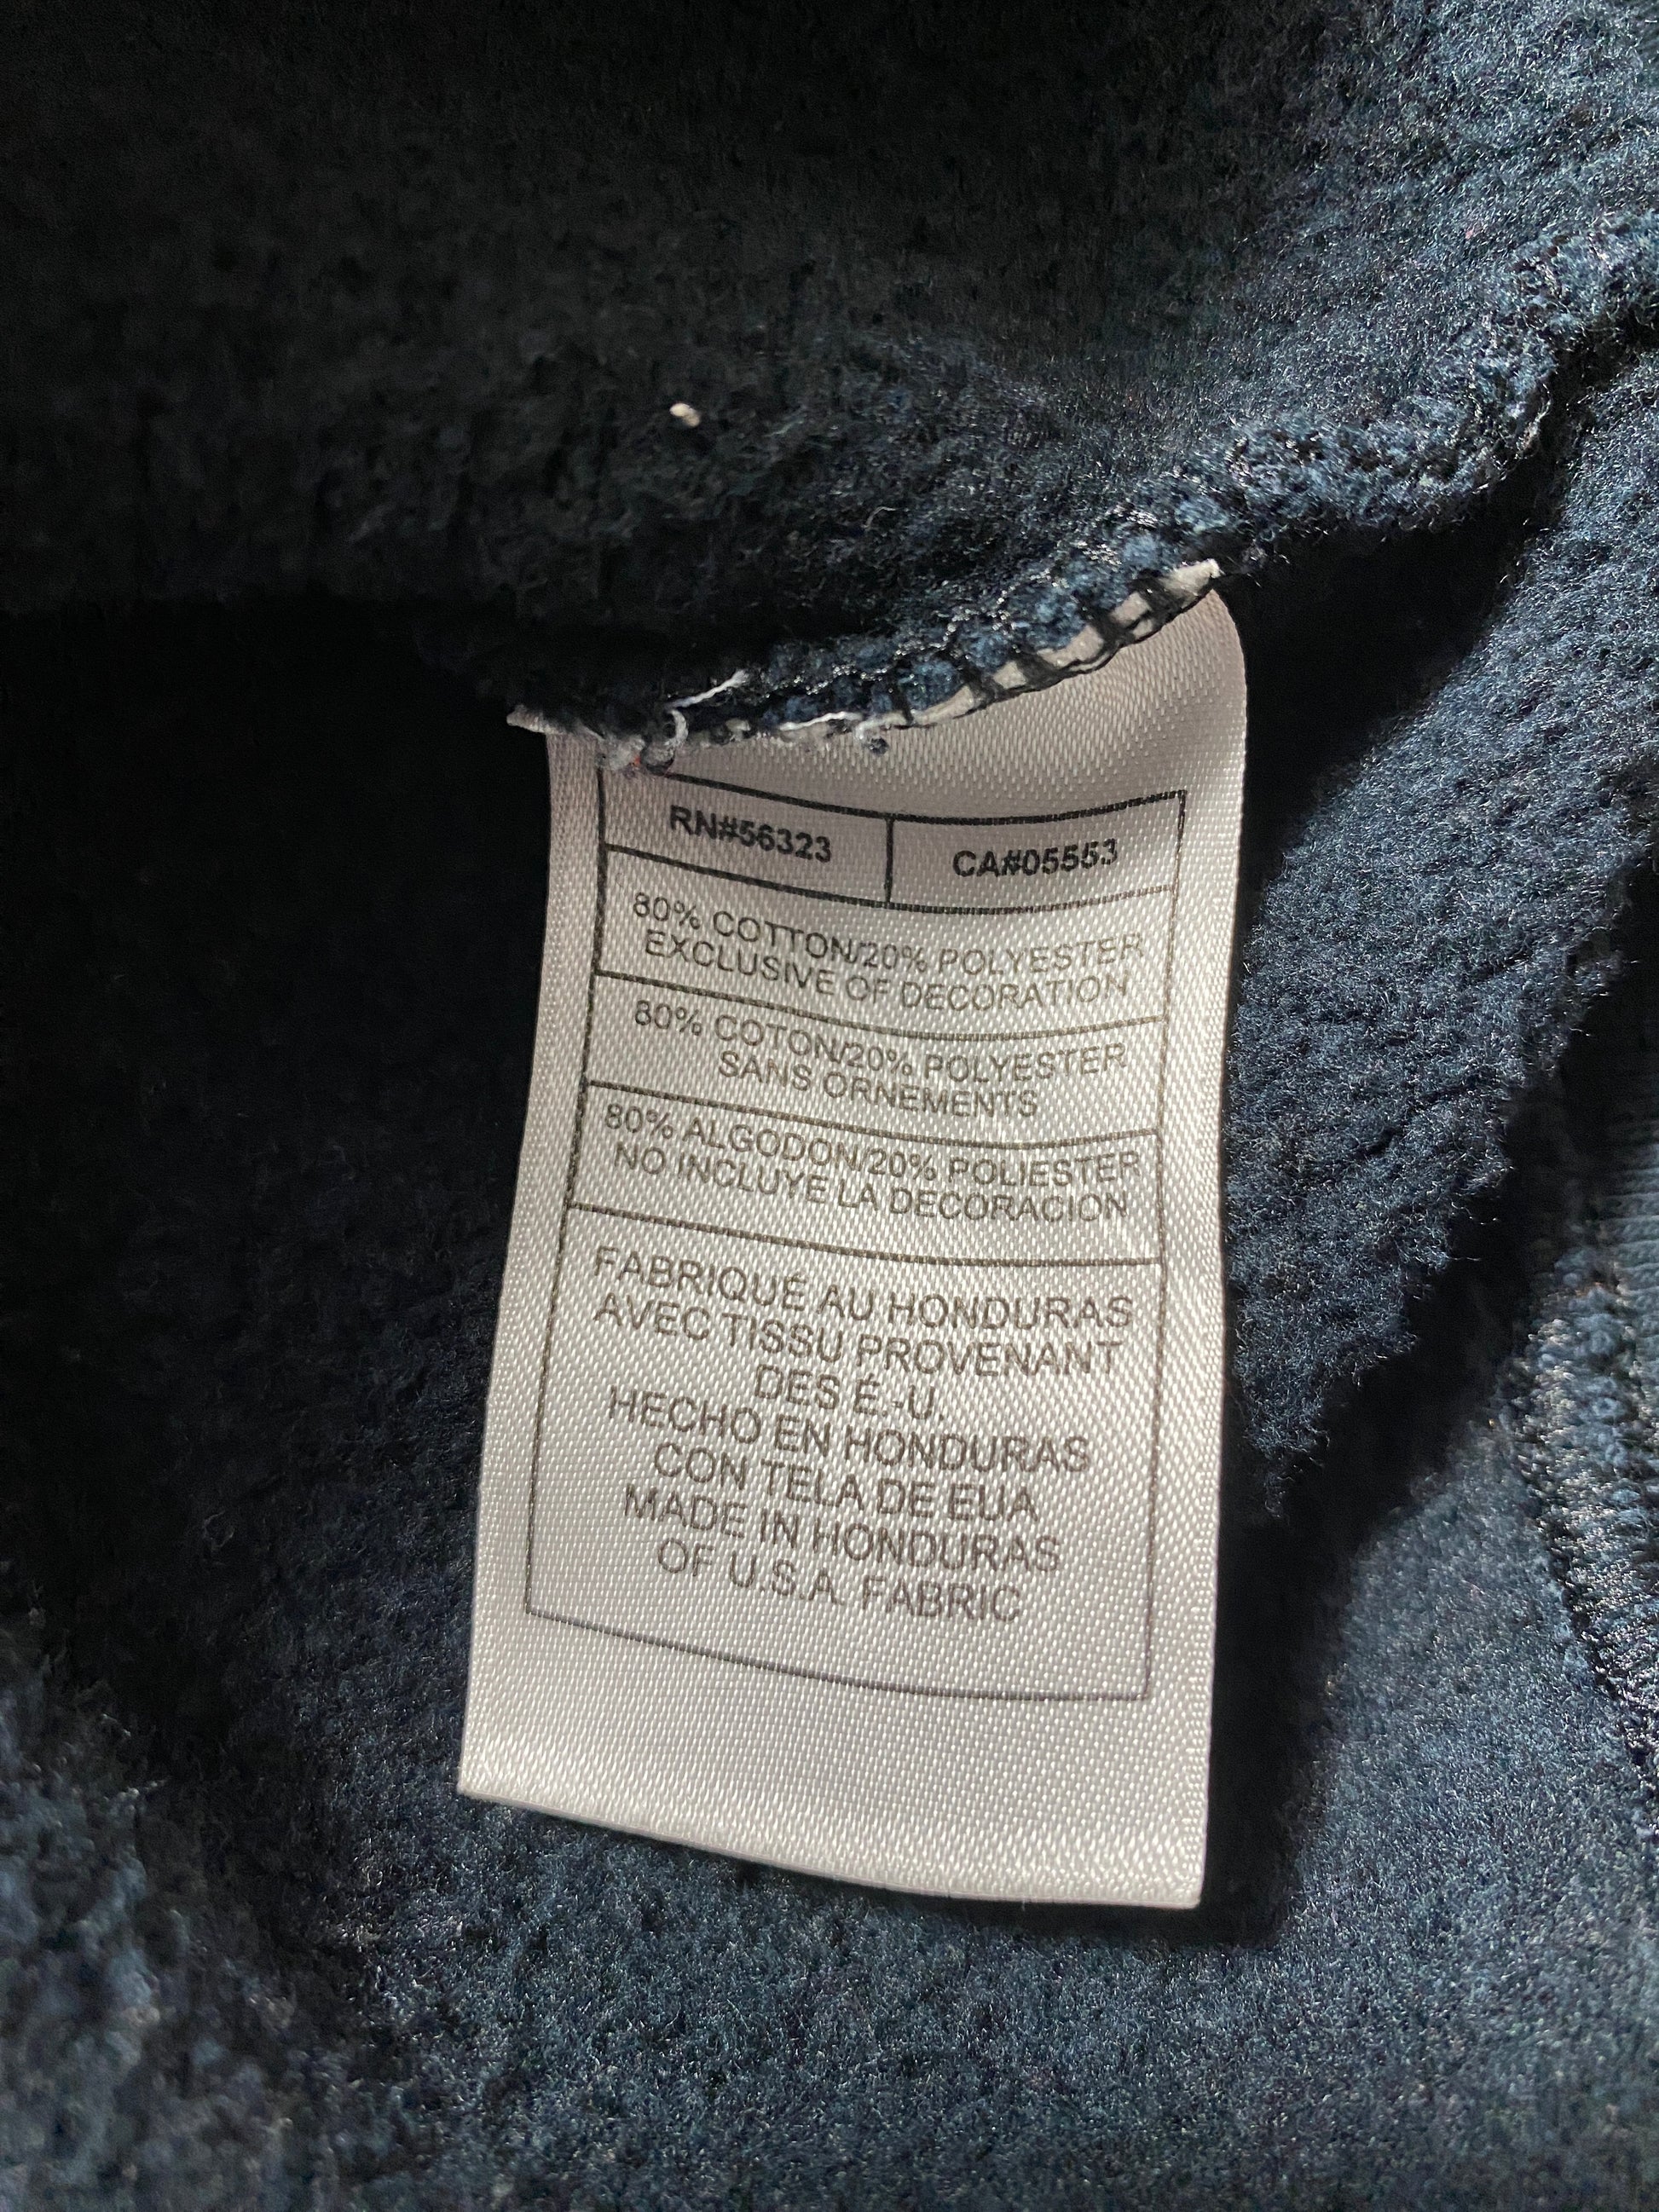 RN#56323 CA#05553
80% COTTON/20% POLYESTER
EXCLUSIVE OF DECORATION
80% COTON/20% POLYESTER
SANS ORNEMENTS
80% ALGODON/20% POLIESTER
NO INCLUYE LA DECORACION
FABRIQUÉ AU HONDURAS
AVEC TISSU PROVENANT
DES É.-U.
HECHO EN HONDURAS
CON TELA DE EUA
MADE IN HONDURAS
OF U.S.A. FABRIC